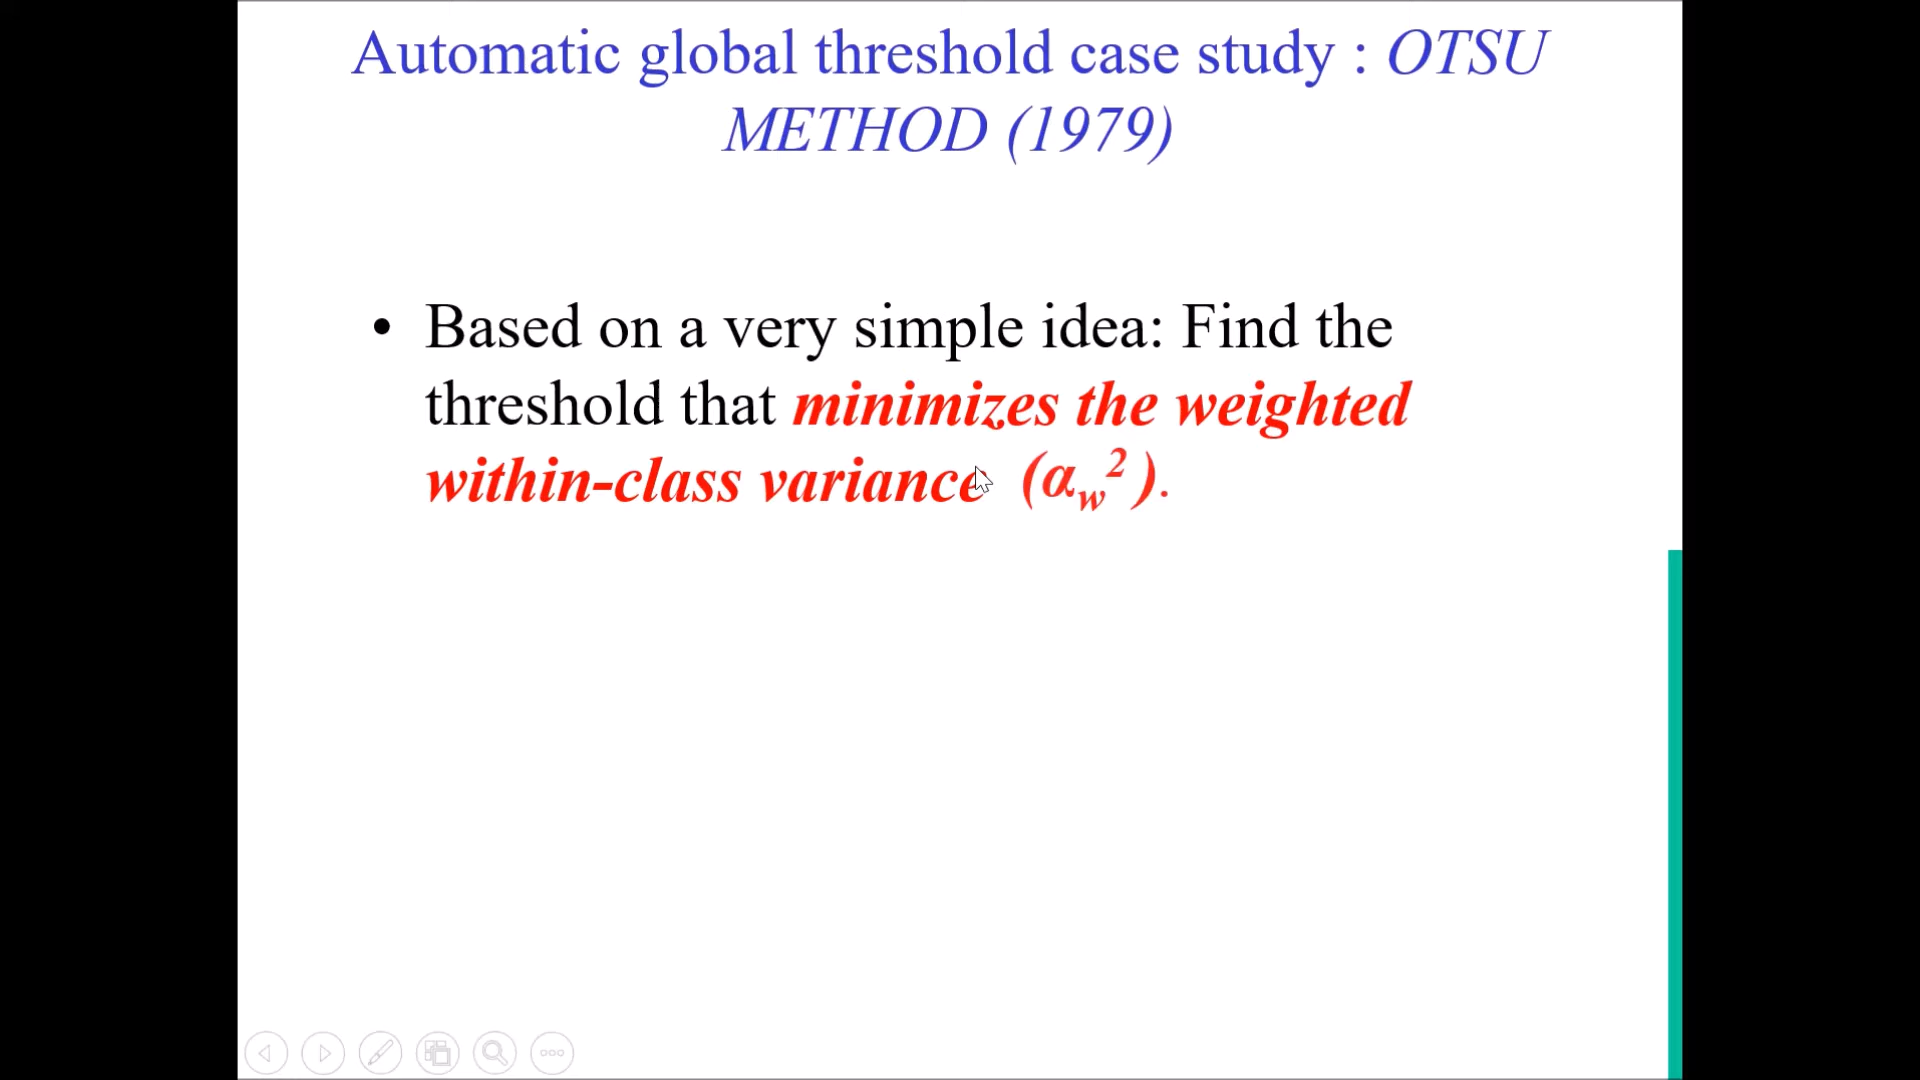 Automatic global threshold case study : OTSU
METHOD (1979)
• Based on a very simple idea: Find the
threshold that minimizes the weighted
within-class variance (αw²).